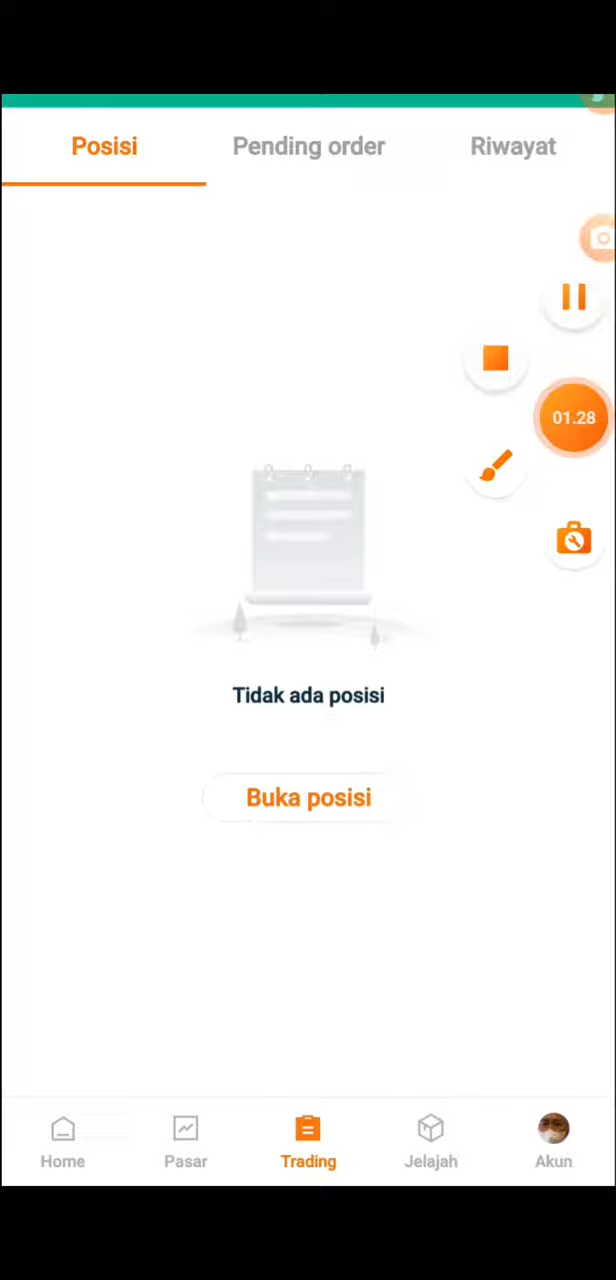 Posisi
Pending order
Riwayat
01.28
Tidak ada posisi
Buka posisi
Home
Pasar
Trading
Jelajah
Akun